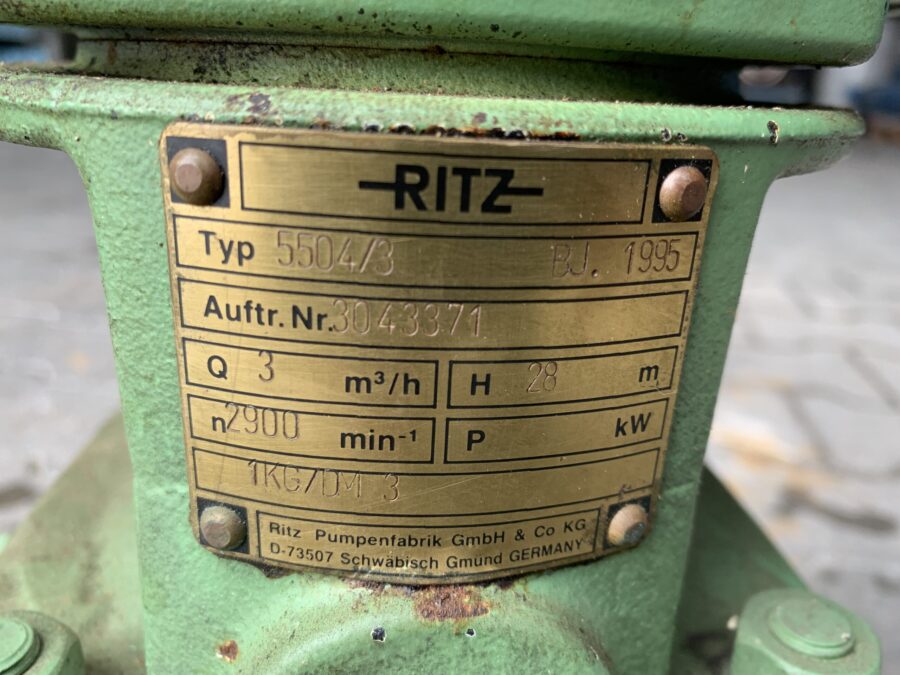 RITZ
Typ 5504/3 BJ. 1995
Auftr. Nr. 3043371
Q 3 m³/h H 28 m
n 2900 min⁻¹ P kW
1KG/DM 3
Ritz Pumpenfabrik GmbH & Co KG
D-73507 Schwäbisch Gmünd GERMANY